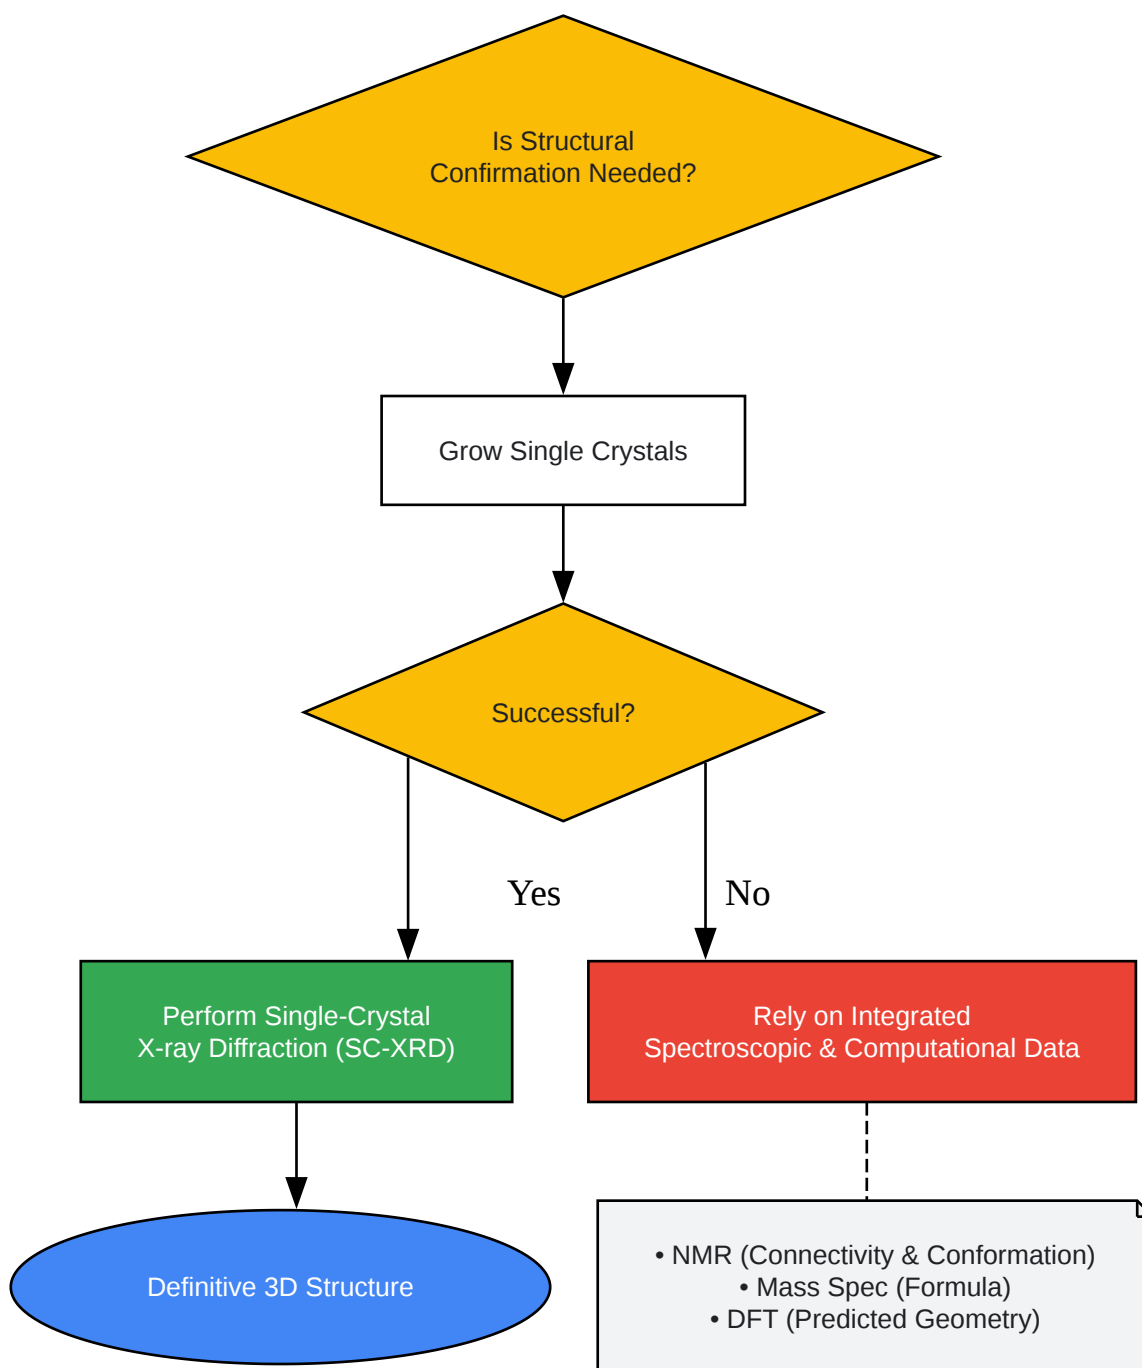 Is Structural
Confirmation Needed?
Grow Single Crystals
Successful?
Yes
No
Perform Single-Crystal
X-ray Diffraction (SC-XRD)
Rely on Integrated
Spectroscopic & Computational Data
Definitive 3D Structure
• NMR (Connectivity & Conformation)
• Mass Spec (Formula)
• DFT (Predicted Geometry)